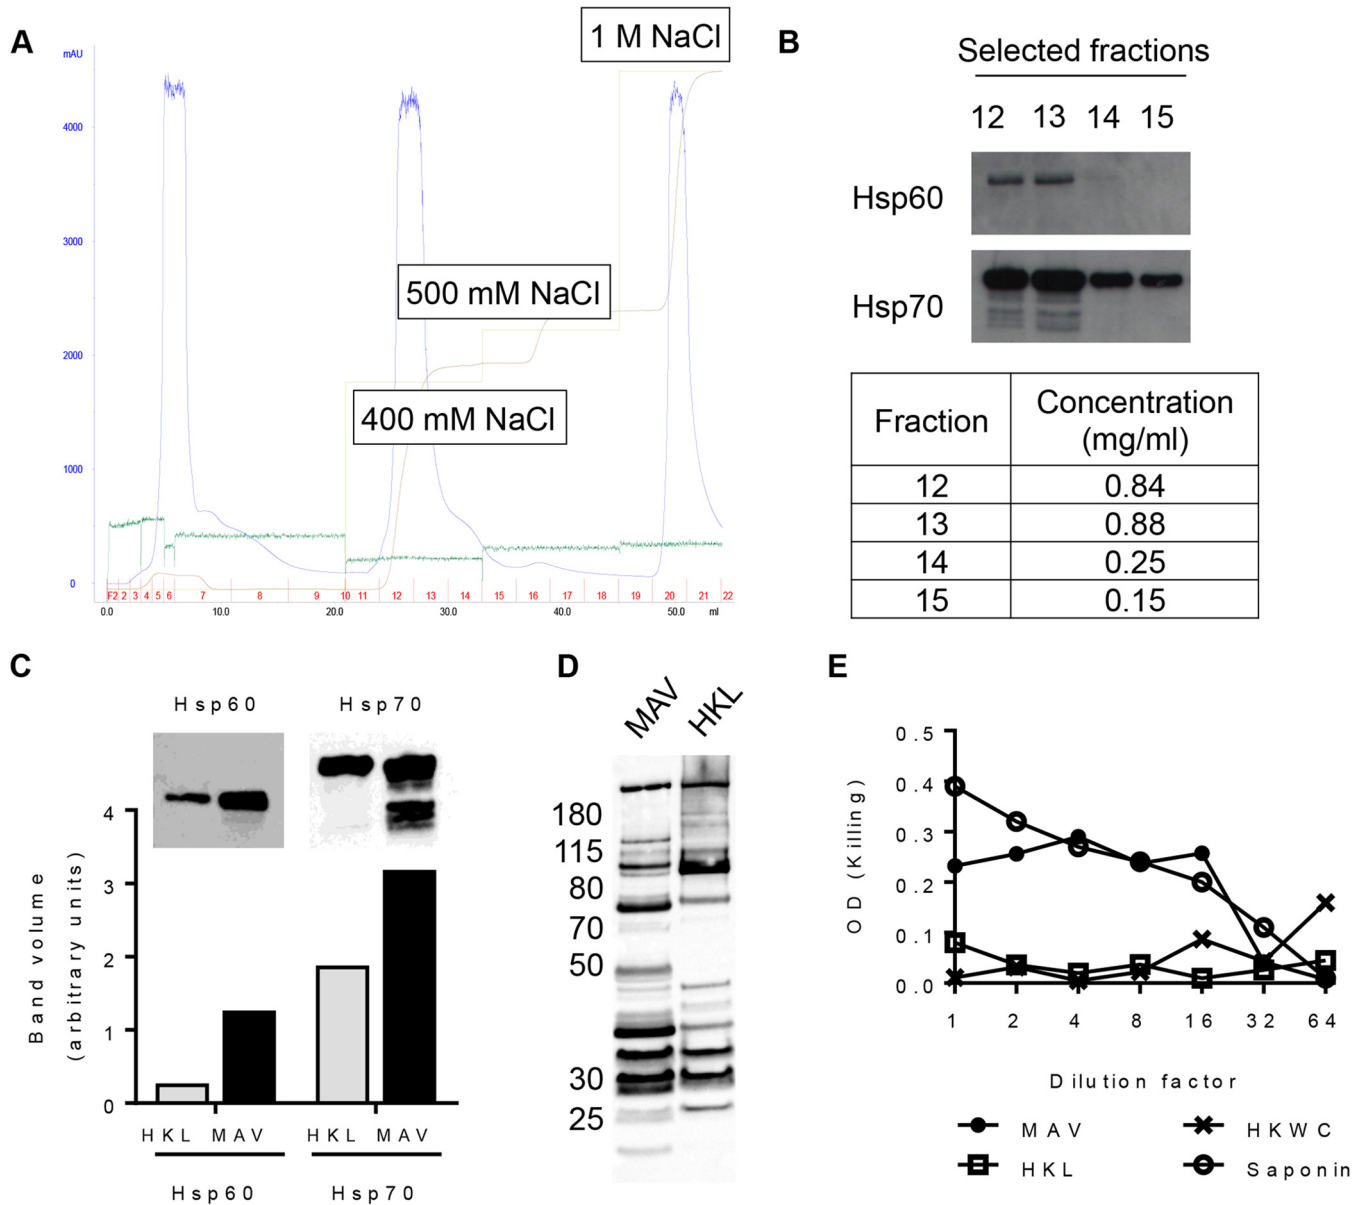 A
mAU
1 M NaCl
4000
3000
500 mM NaCl
2000
400 mM NaCl
1000
0
F2 2 3 4 5 6 7 8 9 10 11 12 13 14 15 16 17 18 19 20 21 22
0.0 10.0 20.0 30.0 40.0 50.0 ml
B
Selected fractions
12 13 14 15
Hsp60
Hsp70
Fraction Concentration
(mg/ml)
12 0.84
13 0.88
14 0.25
15 0.15
C
Hsp60 Hsp70
4
3
2
1
0
Band volume
(arbitrary units)
HKL MAV HKL MAV
Hsp60 Hsp70
D
MAV HKL
180
115
80
70
50
30
25
E
0.5
0.4
0.3
0.2
0.1
0.0
OD (Killing)
1 2 4 8 16 32 64
Dilution factor
MAV HKWC
HKL Saponin